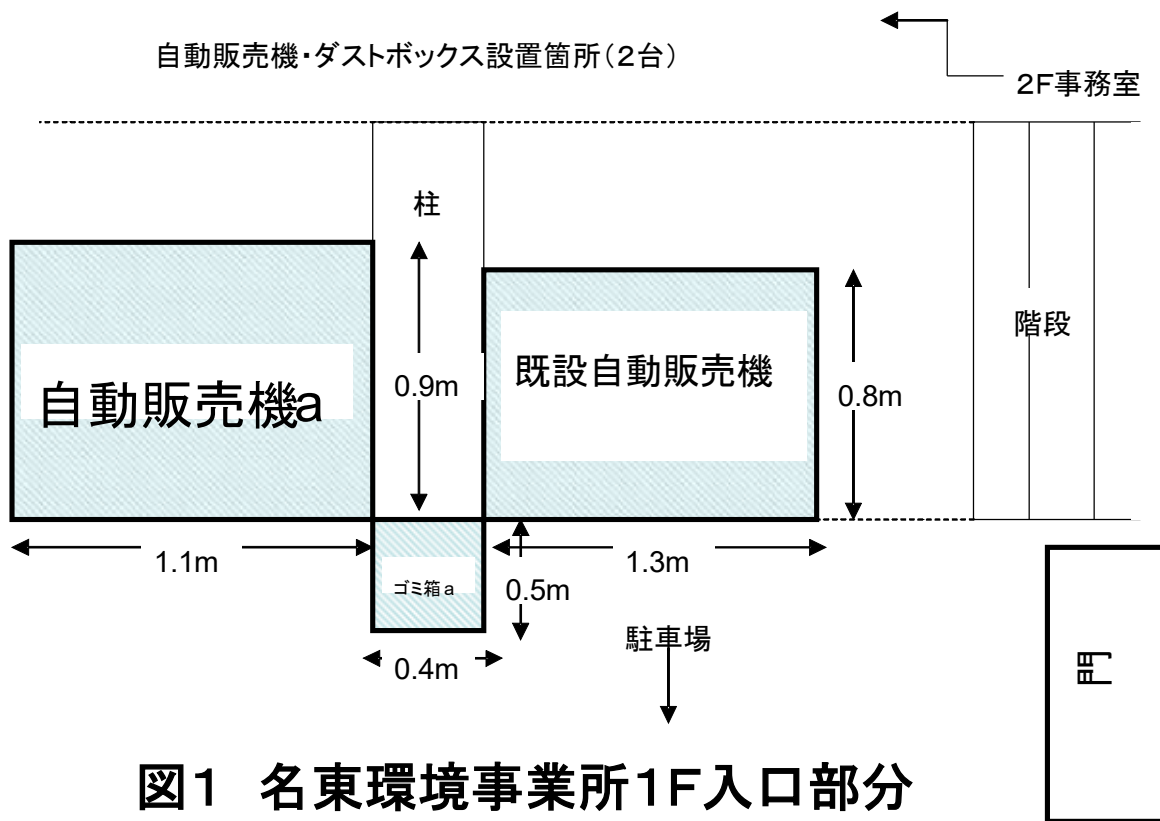 自動販売機・ダストボックス設置箇所(2台)
2F事務室
柱
階段
自動販売機a
0.9m
既設自動販売機
0.8m
1.1m
ゴミ箱a
0.5m
1.3m
0.4m
駐車場
門
図1 名東環境事業所1F入口部分